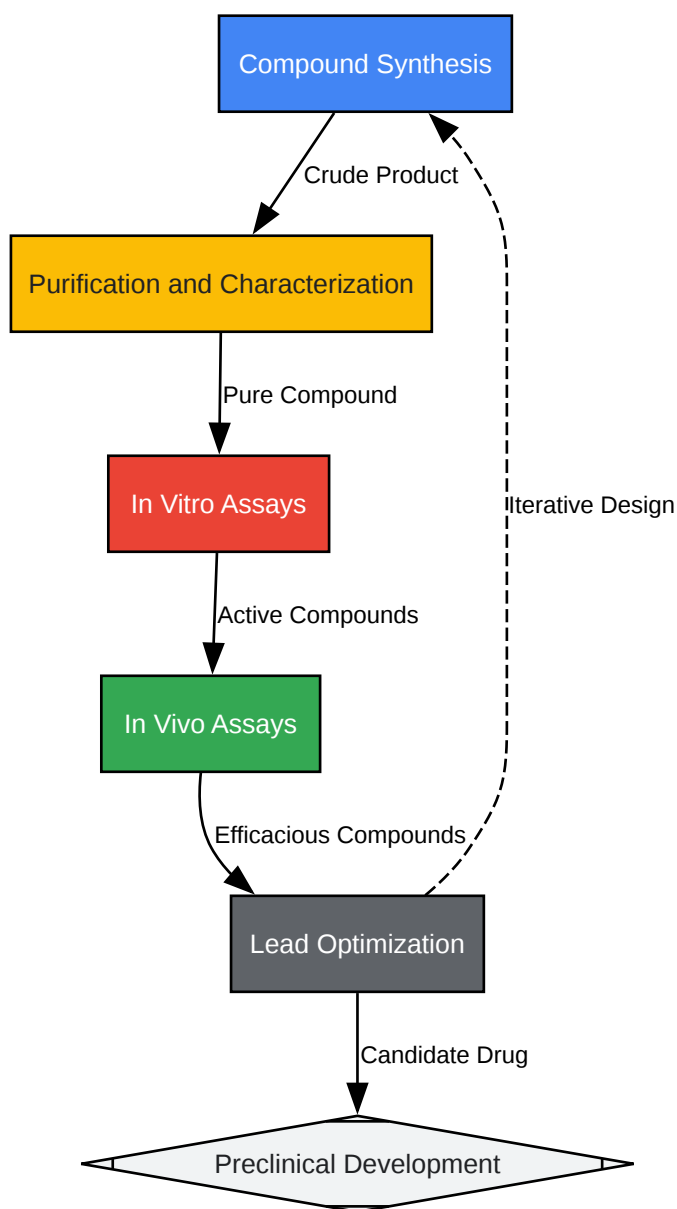 Compound Synthesis
Crude Product
Purification and Characterization
Pure Compound
In Vitro Assays
Iterative Design
Active Compounds
In Vivo Assays
Efficacious Compounds
Lead Optimization
Candidate Drug
Preclinical Development